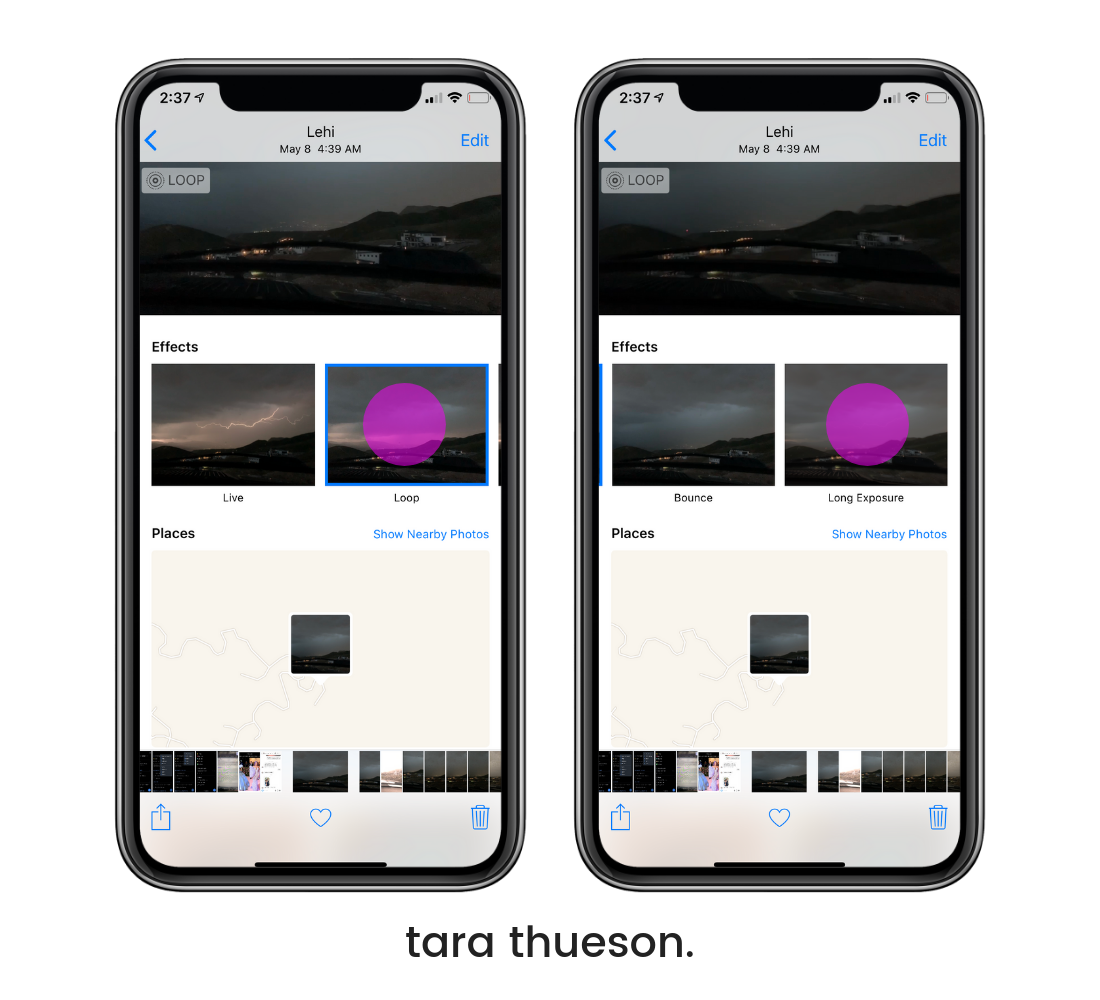 2:37
Lehi
May 8 4:39 AM
Edit
LOOP
Effects
Live
Loop
Places
Show Nearby Photos
2:37
Lehi
May 8 4:39 AM
Edit
LOOP
Effects
Bounce
Long Exposure
Places
Show Nearby Photos
tara thueson.